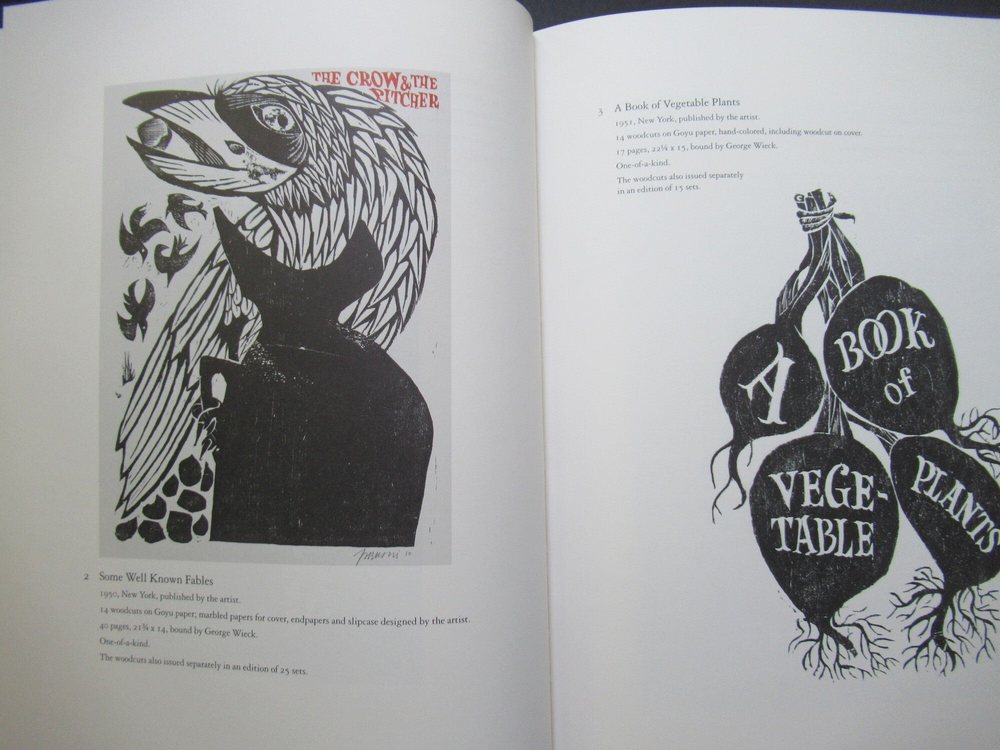 THE CROW & THE
PITCHER
2 Some Well Known Fables
1950, New York, published by the artist.
14 woodcuts on Goyu paper; marbled papers for cover, endpapers and slipcase designed by the artist.
40 pages, 21¾ x 14, bound by George Wieck.
One-of-a-kind.
The woodcuts also issued separately in an edition of 25 sets.
3 A Book of Vegetable Plants
1951, New York, published by the artist.
14 woodcuts on Goyu paper, hand-colored, including woodcut on cover.
17 pages, 22¼ x 15, bound by George Wieck.
One-of-a-kind.
The woodcuts also issued separately
in an edition of 15 sets.
A
BOOK
of
VEGE-
TABLE
PLANTS